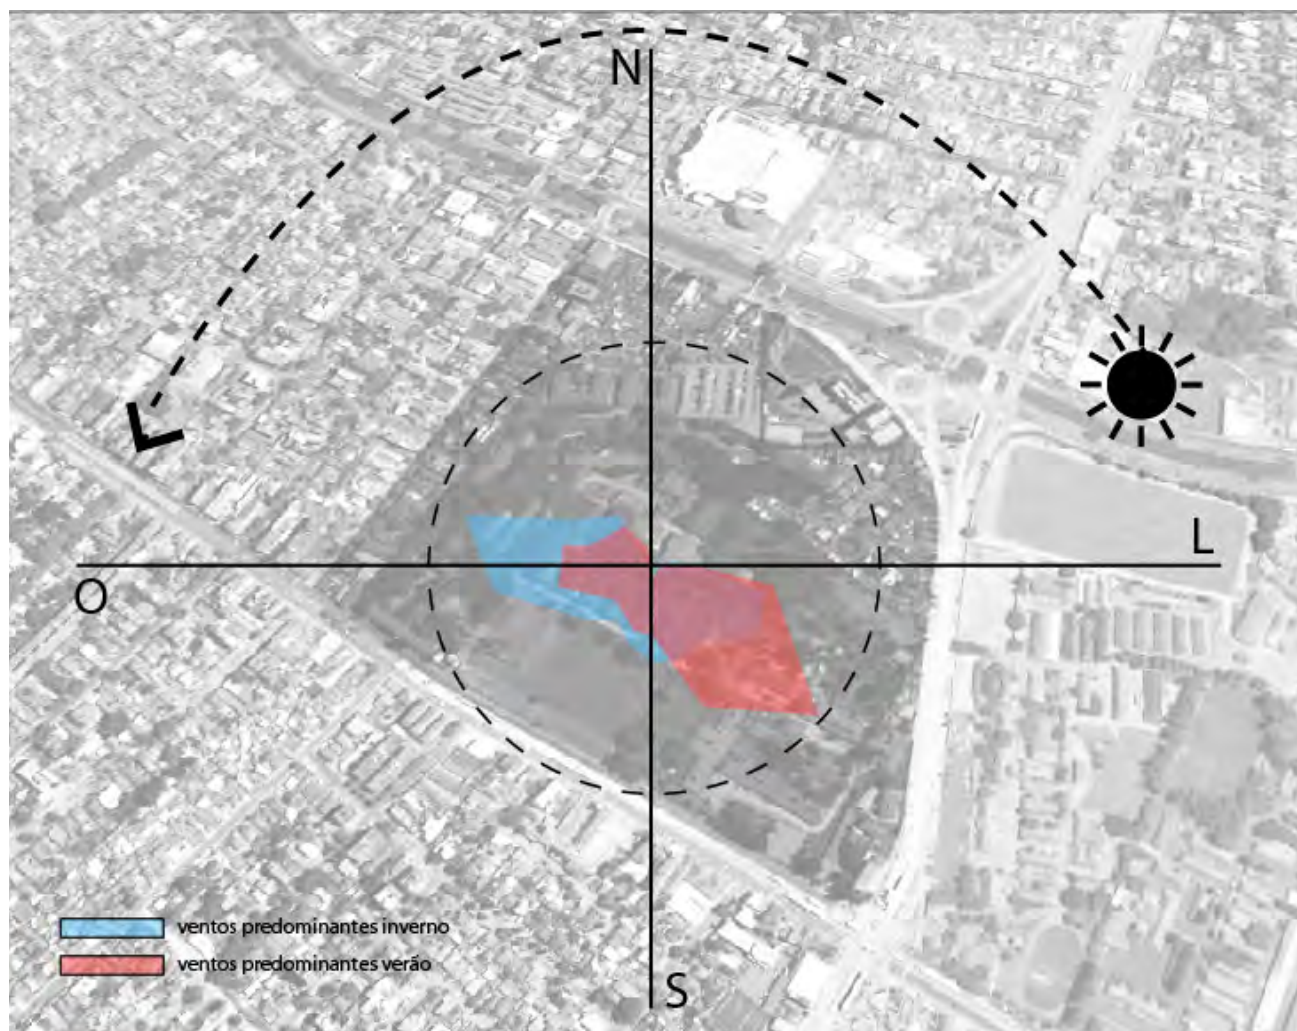 N
L
O
ventos predominantes inverno
ventos predominantes verão
S